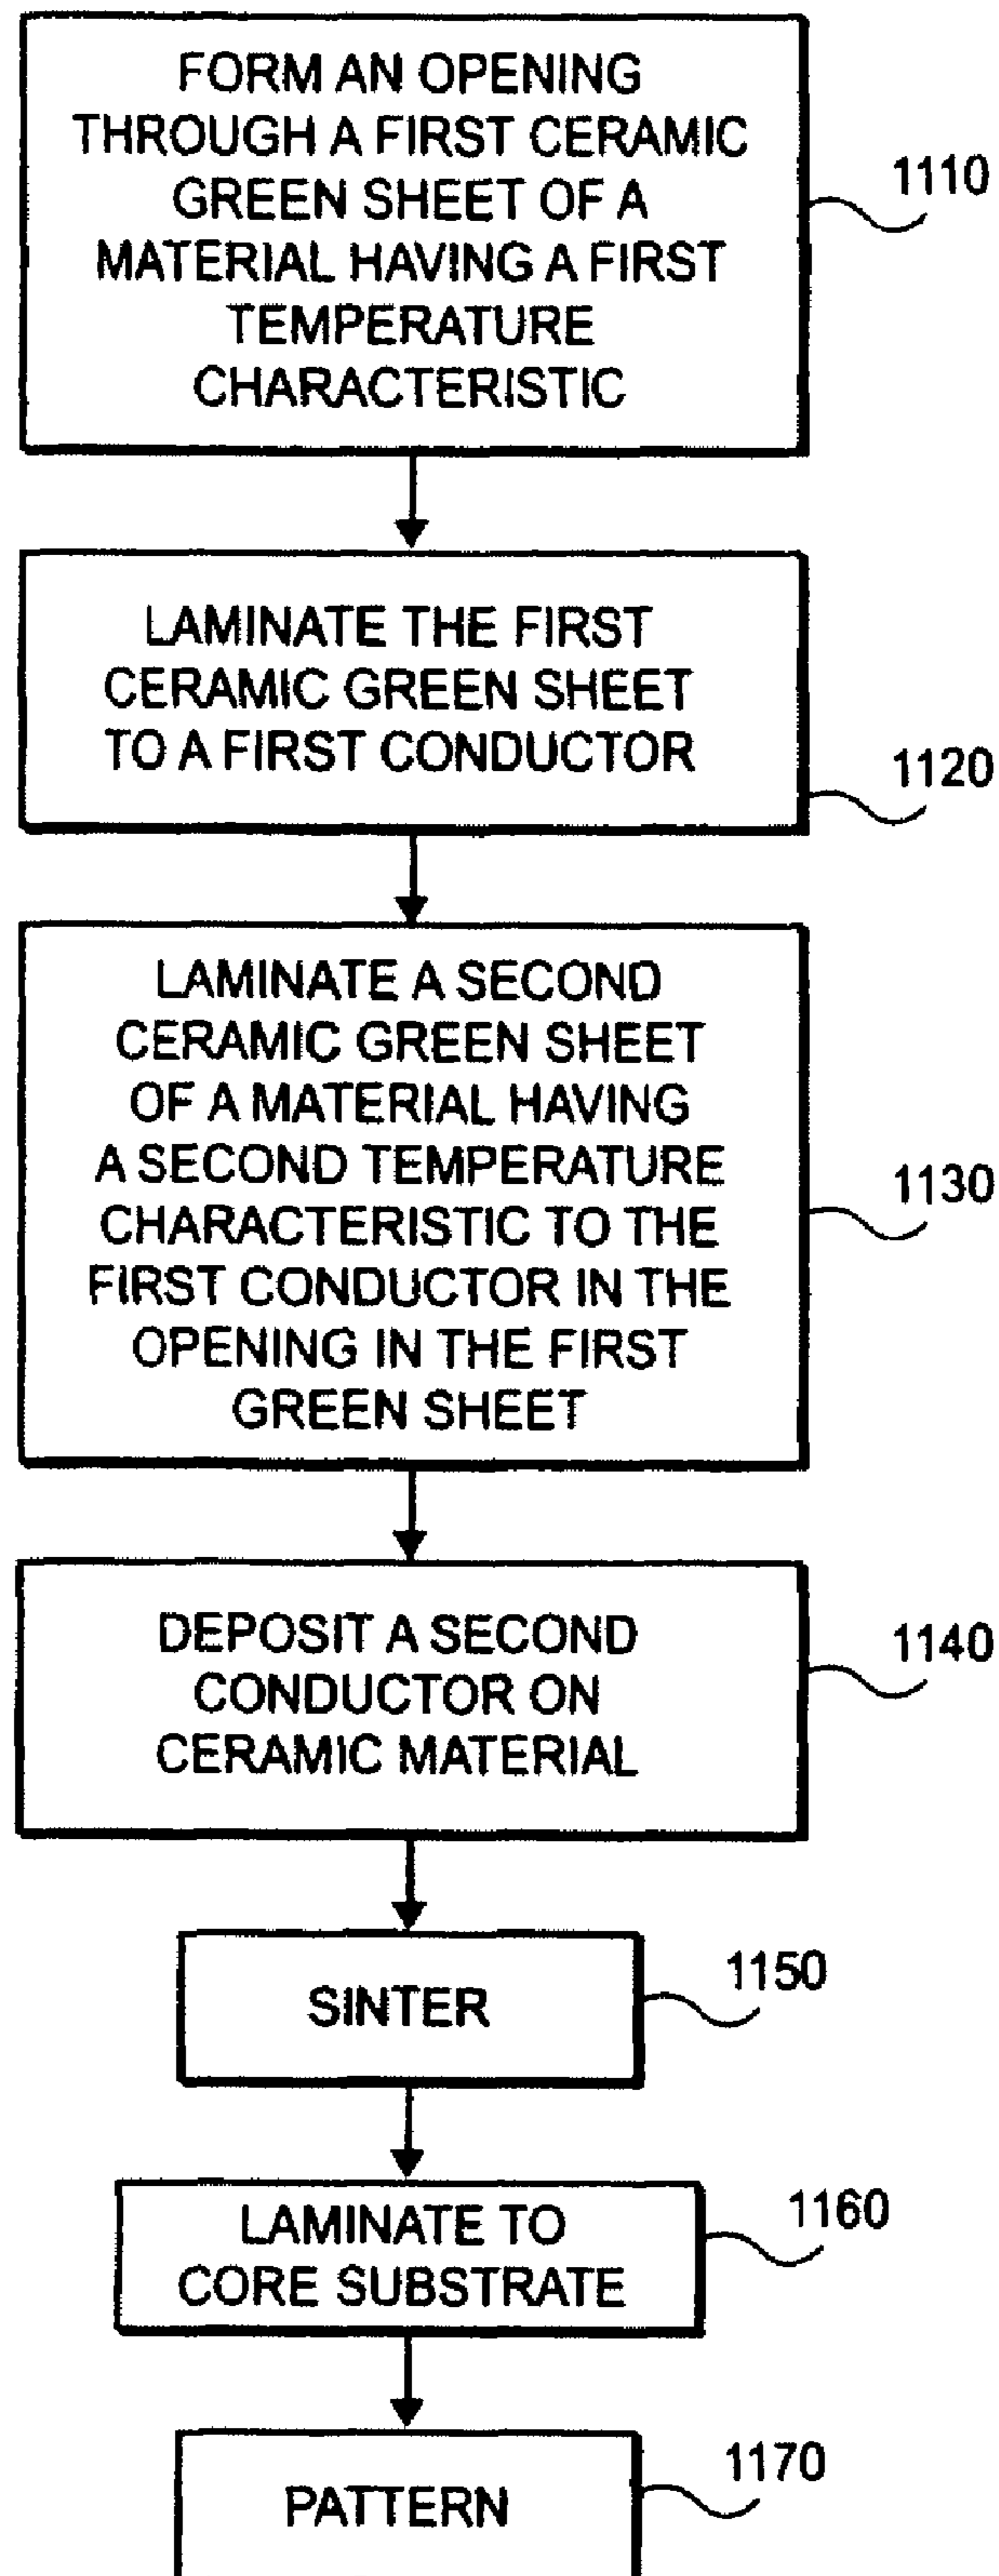 FORM AN OPENING
THROUGH A FIRST CERAMIC
GREEN SHEET OF A
MATERIAL HAVING A FIRST
TEMPERATURE
CHARACTERISTIC
1110
LAMINATE THE FIRST
CERAMIC GREEN SHEET
TO A FIRST CONDUCTOR
1120
LAMINATE A SECOND
CERAMIC GREEN SHEET
OF A MATERIAL HAVING
A SECOND TEMPERATURE
CHARACTERISTIC TO THE
FIRST CONDUCTOR IN THE
OPENING IN THE FIRST
GREEN SHEET
1130
DEPOSIT A SECOND
CONDUCTOR ON
CERAMIC MATERIAL
1140
SINTER
1150
LAMINATE TO
CORE SUBSTRATE
1160
PATTERN
1170